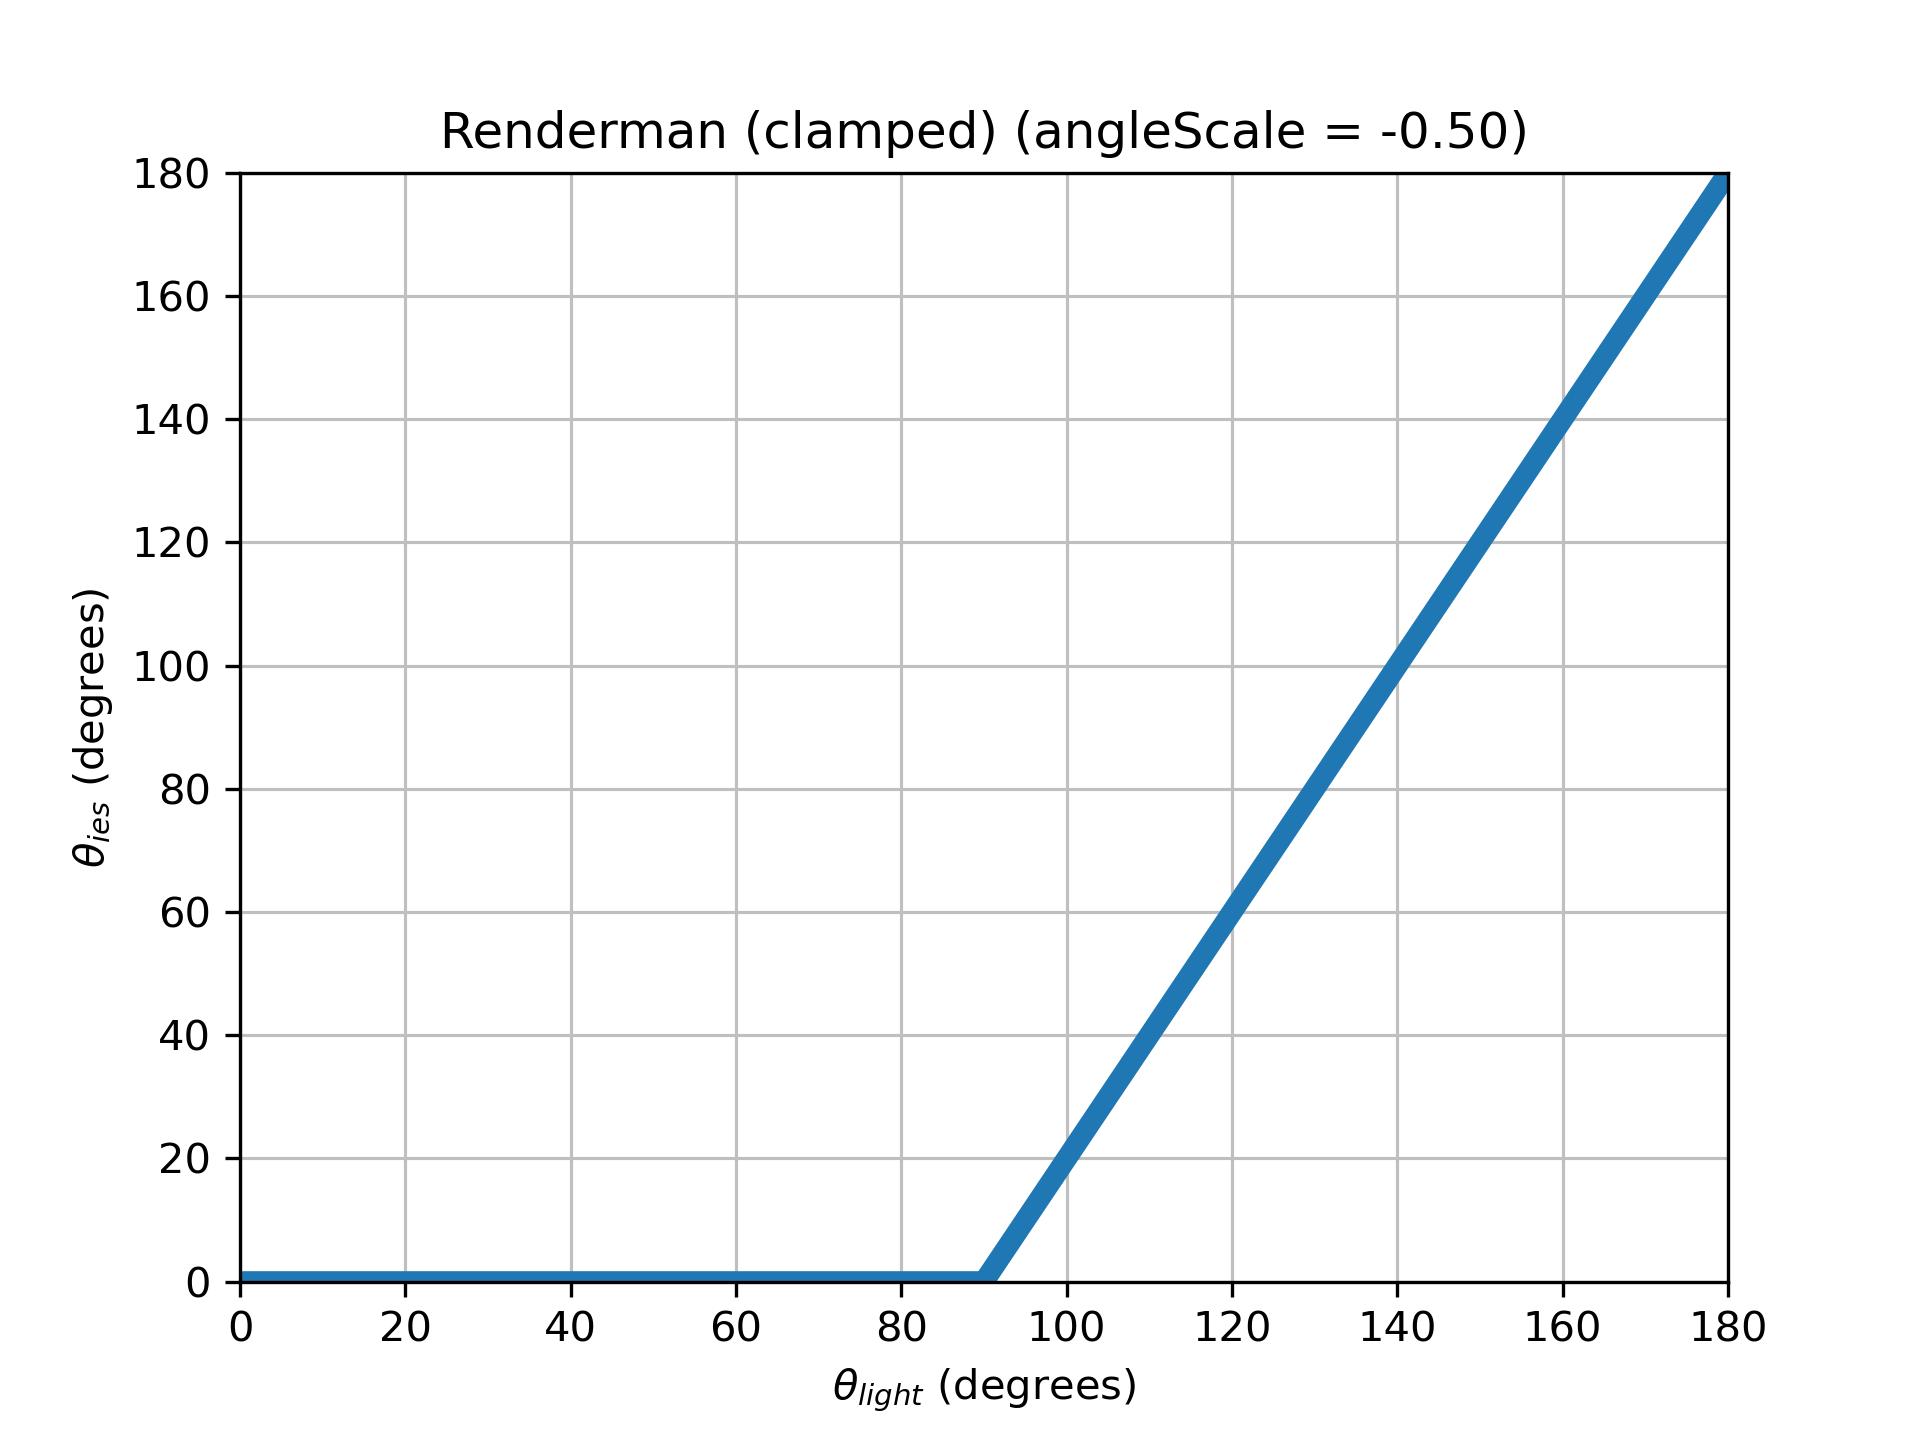 Renderman (clamped) (angleScale = -0.50)
180
160
140
120
100
80
60
40
20
0
θies (degrees)
0 20 40 60 80 100 120 140 160 180
θlight (degrees)